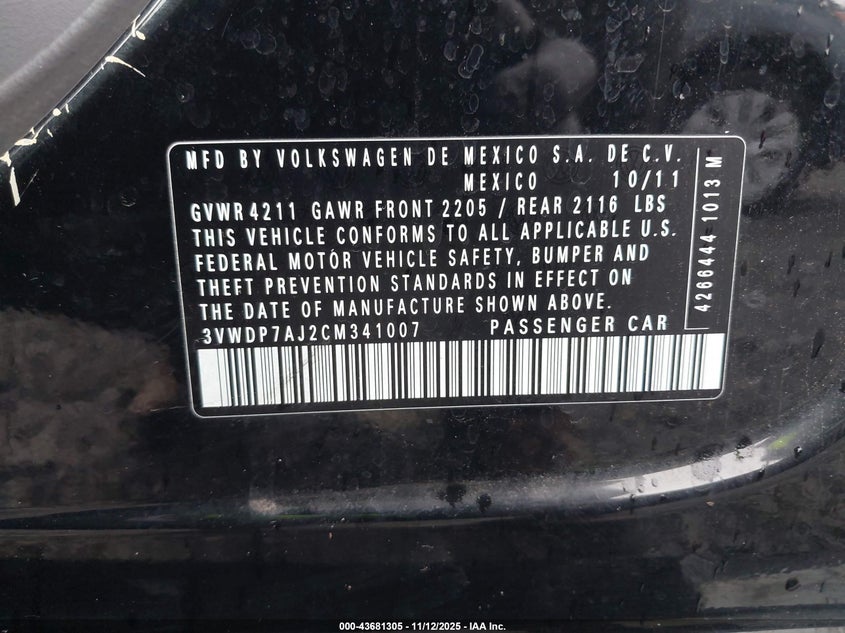 MFD BY VOLKSWAGEN DE MEXICO S.A. DE C.V.
MEXICO 10/11
GVWR 4211 GAWR FRONT 2205 / REAR 2116 LBS
THIS VEHICLE CONFORMS TO ALL APPLICABLE U.S.
FEDERAL MOTOR VEHICLE SAFETY, BUMPER AND
THEFT PREVENTION STANDARDS IN EFFECT ON
THE DATE OF MANUFACTURE SHOWN ABOVE.
3VWDP7AJ2CM341007 PASSENGER CAR
4266444 1013 M
000-43681305 - 11/12/2025 - IAA Inc.